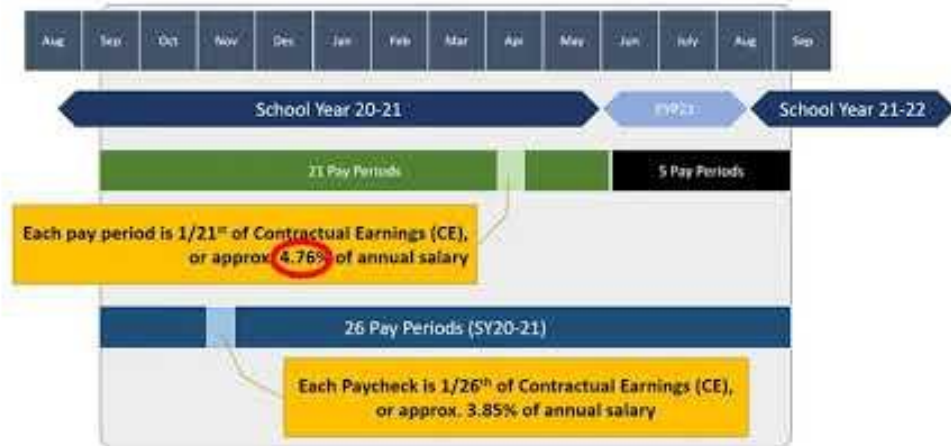 Aug Sep Oct Nov Dec Jan Feb Mar Apr May Jun July Aug Sep
School Year 20-21
ESY21
School Year 21-22
21 Pay Periods
5 Pay Periods
Each pay period is 1/21st of Contractual Earnings (CE),
or approx. 4.76% of annual salary
26 Pay Periods (SY20-21)
Each Paycheck is 1/26th of Contractual Earnings (CE),
or approx. 3.85% of annual salary